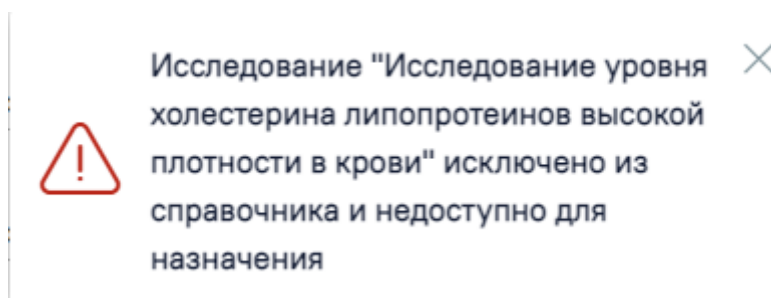 Исследование "Исследование уровня
холестерина липопротеинов высокой
плотности в крови" исключено из
справочника и недоступно для
назначения